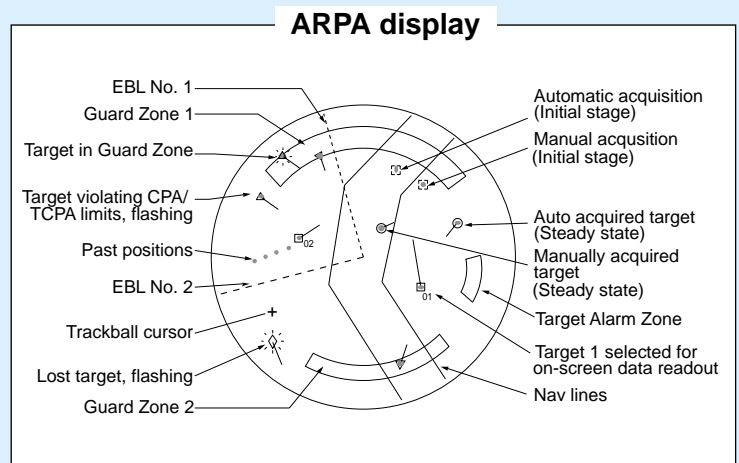 ARPA display
EBL No. 1
Guard Zone 1
Target in Guard Zone
Target violating CPA/
TCPA limits, flashing
Past positions
EBL No. 2
Trackball cursor
Lost target, flashing
Guard Zone 2
02
01
Automatic acquisition
(Initial stage)
Manual acqusition
(Initial stage)
Auto acquired target
(Steady state)
Manually acquired
target
(Steady state)
Target Alarm Zone
Target 1 selected for
on-screen data readout
Nav lines